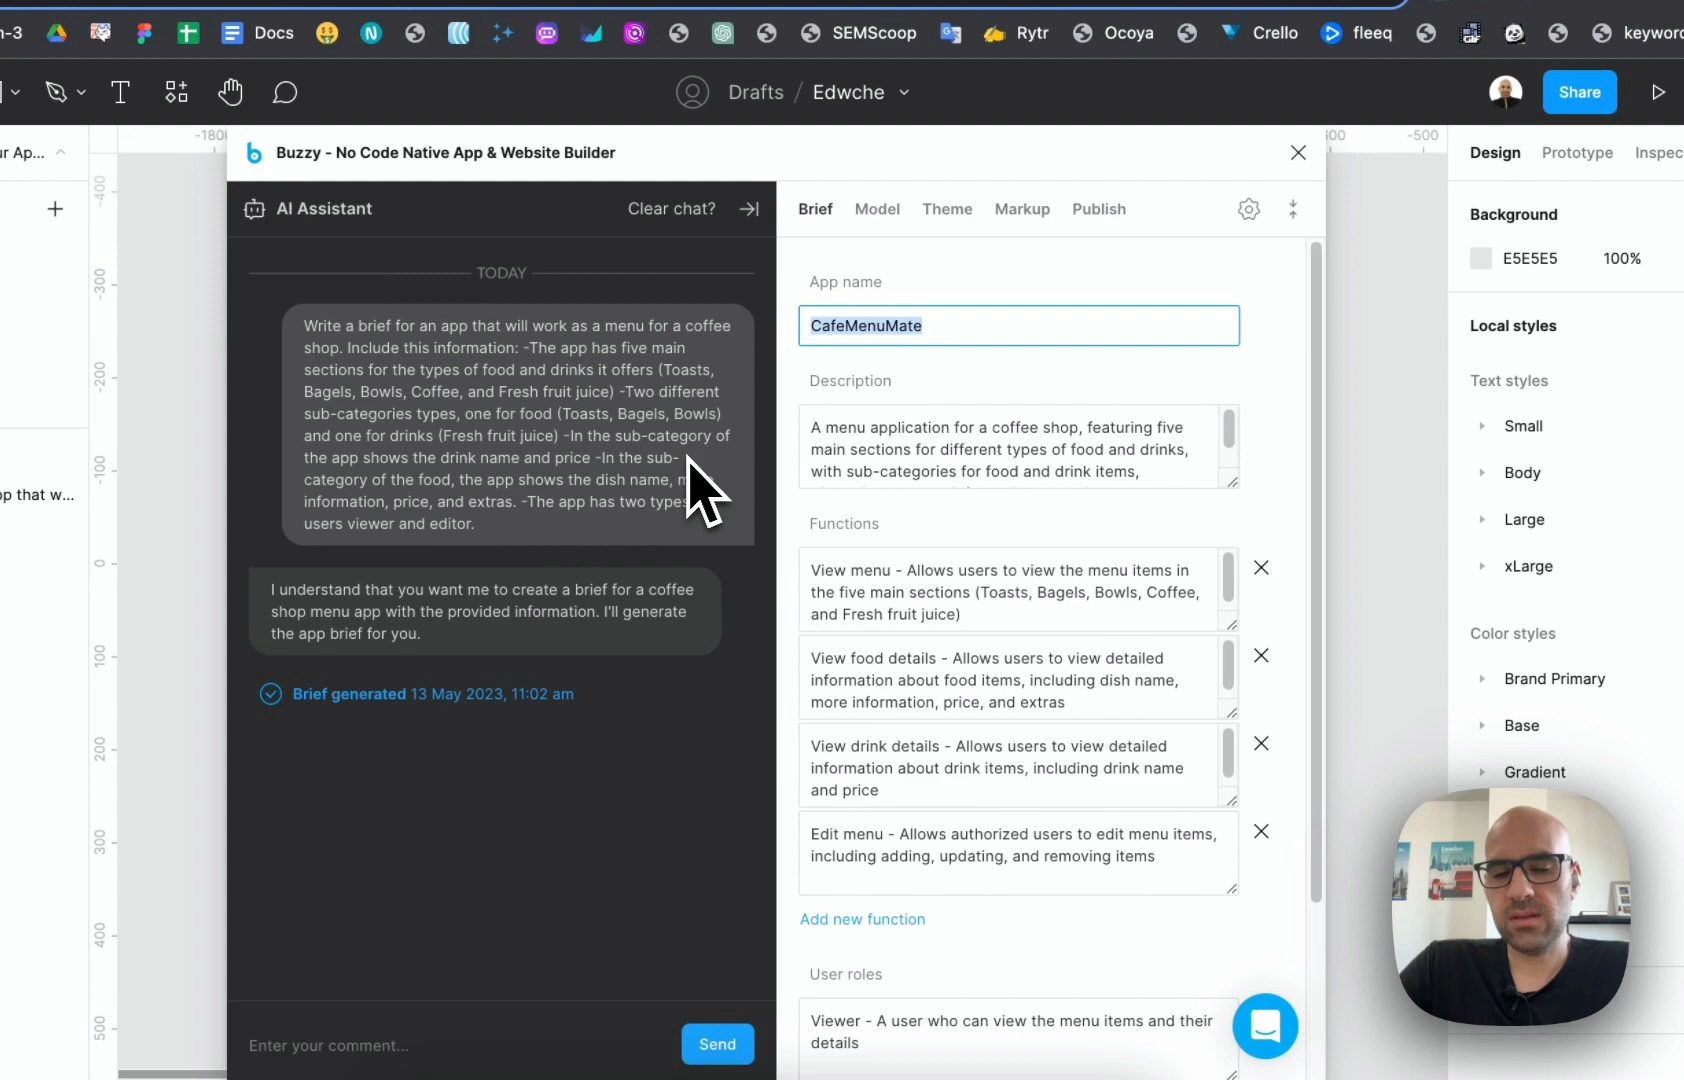 n-3
Docs
SEMScoop
Rytr
Ocoya
Crello
fleeq
keyword
T
Drafts / Edwche
Share
ur Ap...
-1800
-500
Buzzy - No Code Native App & Website Builder
Design
Prototype
Inspec
AI Assistant
Clear chat?
Brief
Model
Theme
Markup
Publish
Background
E5E5E5
100%
TODAY
App name
CafeMenuMate
Write a brief for an app that will work as a menu for a coffee
shop. Include this information: -The app has five main
sections for the types of food and drinks it offers (Toasts,
Bagels, Bowls, Coffee, and Fresh fruit juice) -Two different
sub-categories types, one for food (Toasts, Bagels, Bowls)
and one for drinks (Fresh fruit juice) -In the sub-category of
the app shows the drink name and price -In the sub-
category of the food, the app shows the dish name,
information, price, and extras. -The app has two types
users viewer and editor.
I understand that you want me to create a brief for a coffee
shop menu app with the provided information. I'll generate
the app brief for you.
Brief generated 13 May 2023, 11:02 am
Description
A menu application for a coffee shop, featuring five
main sections for different types of food and drinks,
with sub-categories for food and drink items,
Functions
View menu - Allows users to view the menu items in
the five main sections (Toasts, Bagels, Bowls, Coffee,
and Fresh fruit juice)
View food details - Allows users to view detailed
information about food items, including dish name,
more information, price, and extras
View drink details - Allows users to view detailed
information about drink items, including drink name
and price
Edit menu - Allows authorized users to edit menu items,
including adding, updating, and removing items
Add new function
User roles
Viewer - A user who can view the menu items and their
details
Enter your comment...
Send
Local styles
Text styles
Small
Body
Large
xLarge
Color styles
Brand Primary
Base
Gradient
op that w...
-400
-300
-200
-100
0
100
200
300
400
500